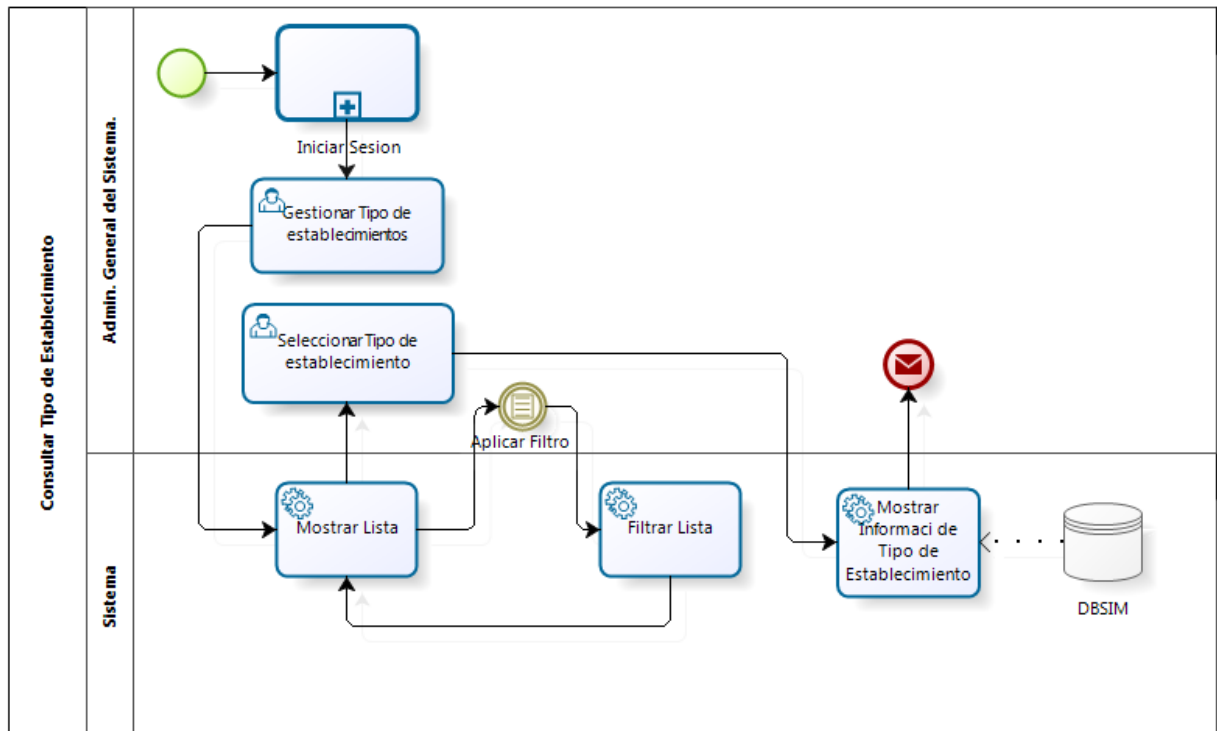 Consultar Tipo de Establecimiento
Admin. General del Sistema.
Iniciar Sesion
Gestionar Tipo de
establecimientos
Seleccionar Tipo de
establecimiento
Aplicar Filtro
Sistema
Mostrar Lista
Filtrar Lista
Mostrar
Informaci de
Tipo de
Establecimiento
DBSIM